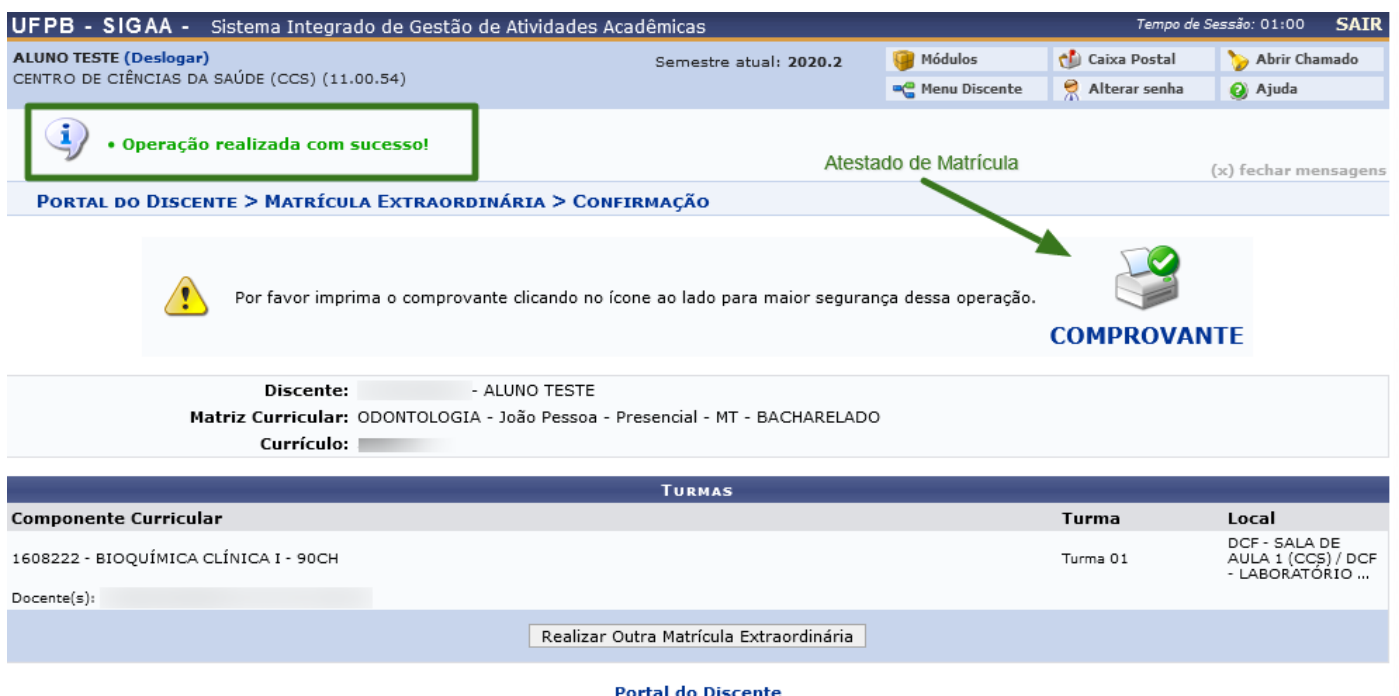 UFPB - SIGAA - Sistema Integrado de Gestão de Atividades Acadêmicas Tempo de Sessão: 01:00 SAIR
ALUNO TESTE (Deslogar) Semestre atual: 2020.2 Módulos Caixa Postal Abrir Chamado
CENTRO DE CIÊNCIAS DA SAÚDE (CCS) (11.00.54)
Menu Discente Alterar senha Ajuda
• Operação realizada com sucesso!
Atestado de Matrícula
(x) fechar mensagens
PORTAL DO DISCENTE > MATRÍCULA EXTRAORDINÁRIA > CONFIRMAÇÃO
Por favor imprima o comprovante clicando no ícone ao lado para maior segurança dessa operação.
COMPROVANTE
Discente: - ALUNO TESTE
Matriz Curricular: ODONTOLOGIA - João Pessoa - Presencial - MT - BACHARELADO
Currículo:
TURMAS
Componente Curricular Turma Local
1608222 - BIOQUÍMICA CLÍNICA I - 90CH Turma 01
DCF - SALA DE
AULA 1 (CCS) / DCF
- LABORATÓRIO ...
Docente(s):
Realizar Outra Matrícula Extraordinária
Portal do Discente